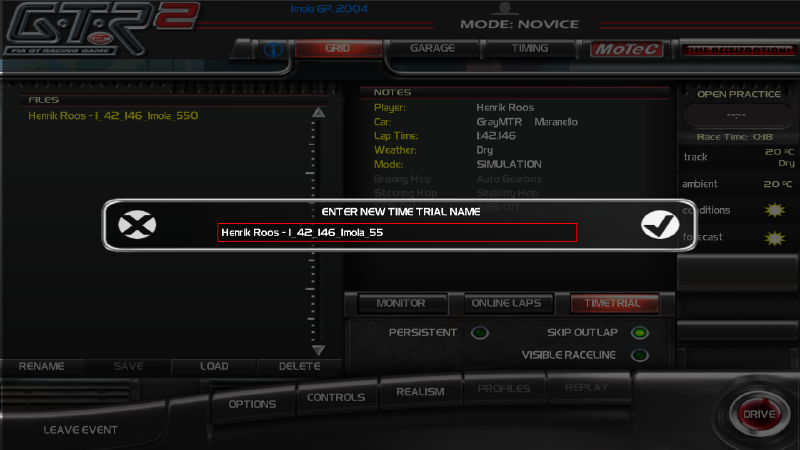 Imola GP, 2004
GTR2
FIA GT RACING GAME
MODE: NOVICE
GRID
GARAGE
TIMING
MoTeC
TIME ACCELERATION
FILES
Henrik Roos - 1_42_146_Imola_550
NOTES
Player: Henrik Roos
Car: GrayMTR Maranello
Lap Time: 1:42.146
Weather: Dry
Mode: SIMULATION
Braking Help Auto Gearbox
Steering Help Stability Help
OPEN PRACTICE
Race Time: 0:18
track 20 ºC
Dry
ambient 20 ºC
conditions
forecast
ENTER NEW TIME TRIAL NAME
Henrik Roos - 1_42_146_Imola_55
MONITOR
ONLINE LAPS
TIMETRIAL
PERSISTENT
SKIP OUTLAP
VISIBLE RACELINE
RENAME
SAVE
LOAD
DELETE
OPTIONS
CONTROLS
REALISM
PROFILES
REPLAY
LEAVE EVENT
DRIVE